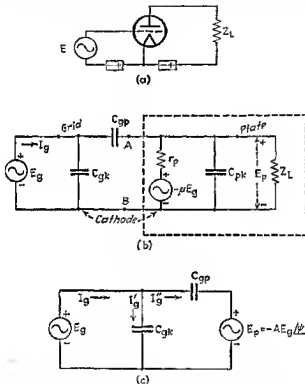 E
Z_L
(a)
Grid
C_gp
A
Plate
I_g
r_p
E_g
C_gk
-μE_g
C_pk
E_p
Z_L
Cathode
B
(b)
C_gp
I_g
I'_g
I''_g
E_g
C_gk
E_p=-AE_g/ψ
(c)